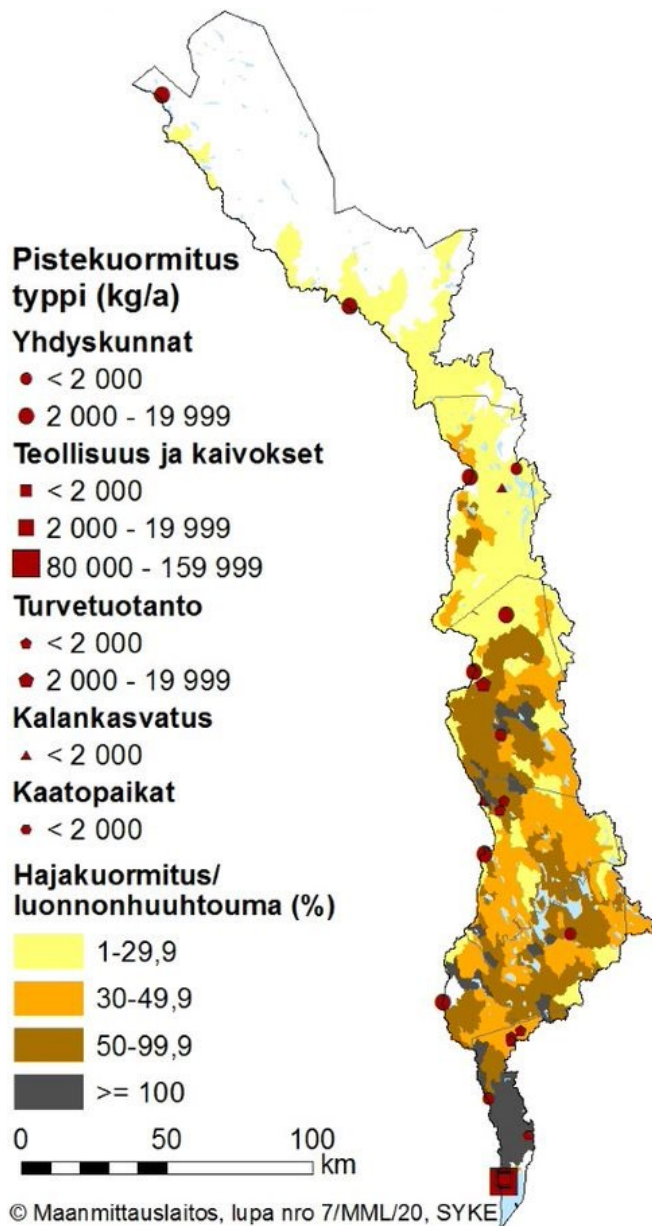 Pistekuormitus
typpi (kg/a)
Yhdyskunnat
< 2 000
2 000 - 19 999
Teollisuus ja kaivokset
< 2 000
2 000 - 19 999
80 000 - 159 999
Turvetuotanto
< 2 000
2 000 - 19 999
Kalankasvatus
< 2 000
Kaatopaikat
< 2 000
Hajakuormitus/
luonnonhuuhtouma (%)
1-29,9
30-49,9
50-99,9
>= 100
0 50 100
km
© Maanmittauslaitos, lupa nro 7/MML/20, SYKE